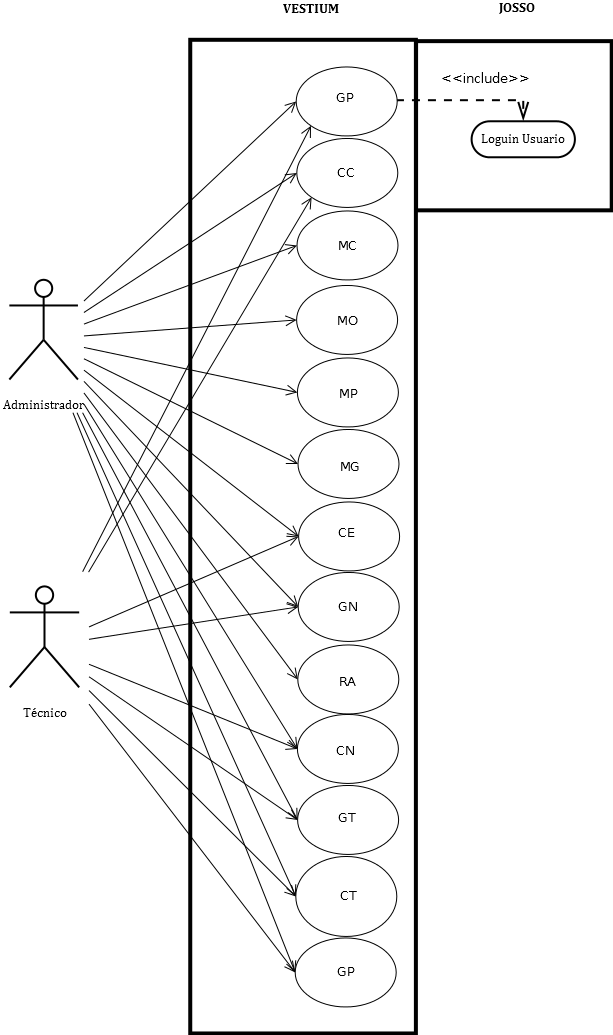 VESTIUM
JOSSO
<<include>>
GP
Loguin Usuario
CC
MC
MO
MP
Administrador
MG
CE
GN
RA
Técnico
CN
GT
CT
GP